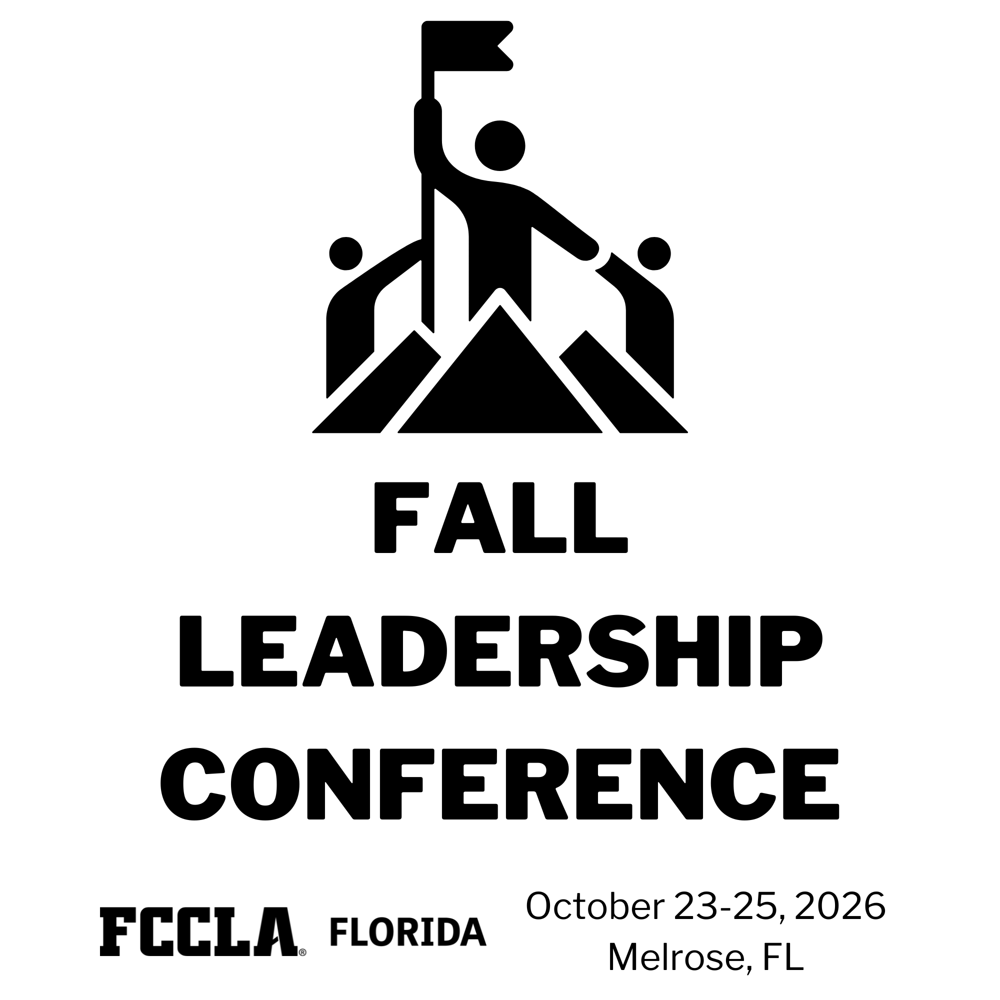 FALL
LEADERSHIP
CONFERENCE
FCCLA® FLORIDA
October 23-25, 2026
Melrose, FL